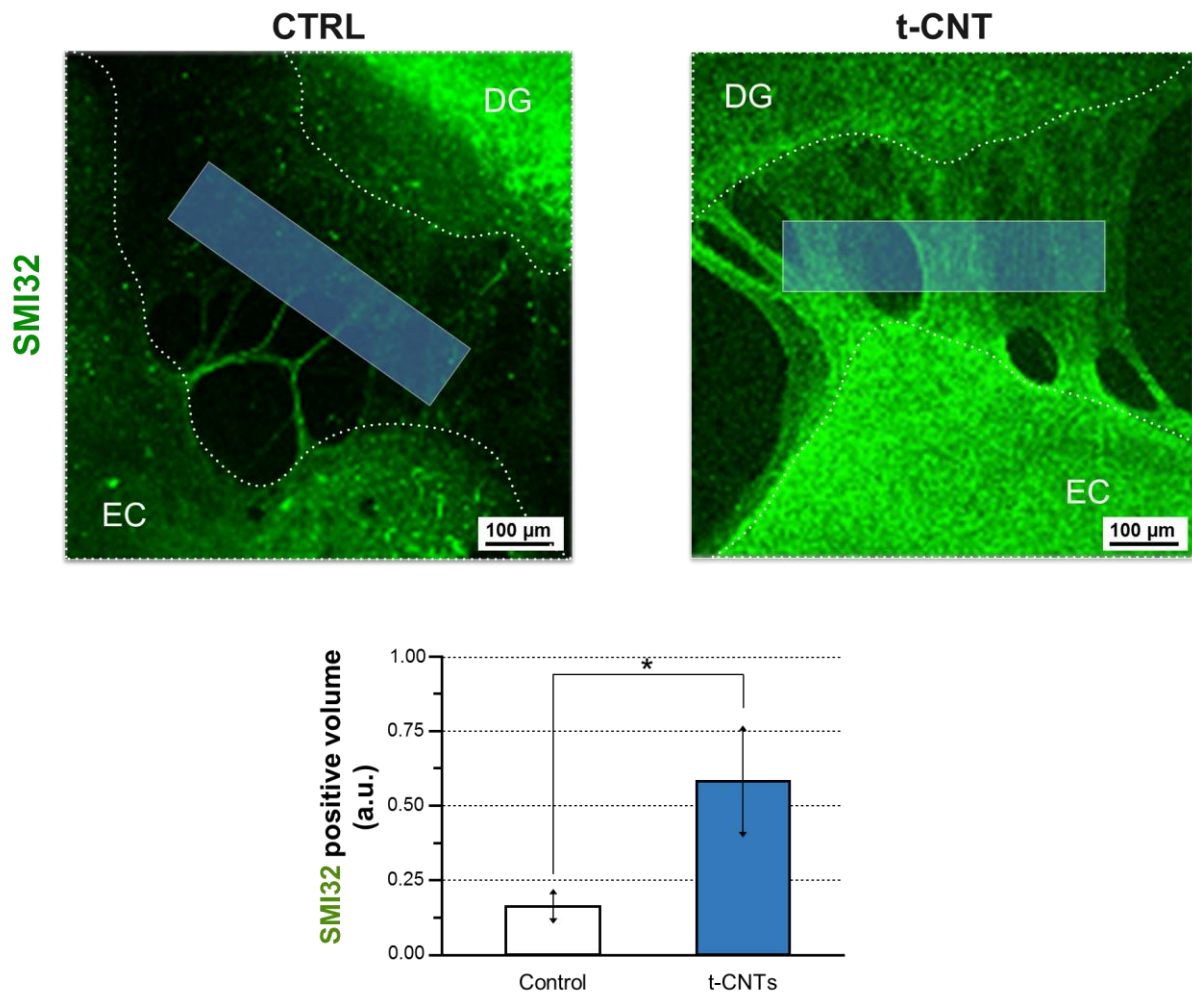 CTRL
t-CNT
SMI32
DG
EC
100 µm
DG
EC
100 µm
SMI32 positive volume
(a.u.)
1.00
0.75
0.50
0.25
0.00
*
Control
t-CNTs